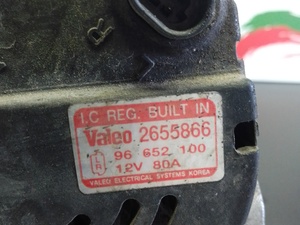 R
I.C REG. BUILT IN
Valeo 2655866
96 652 100
12V 80A
VALEO ELECTRICAL SYSTEMS KOREA